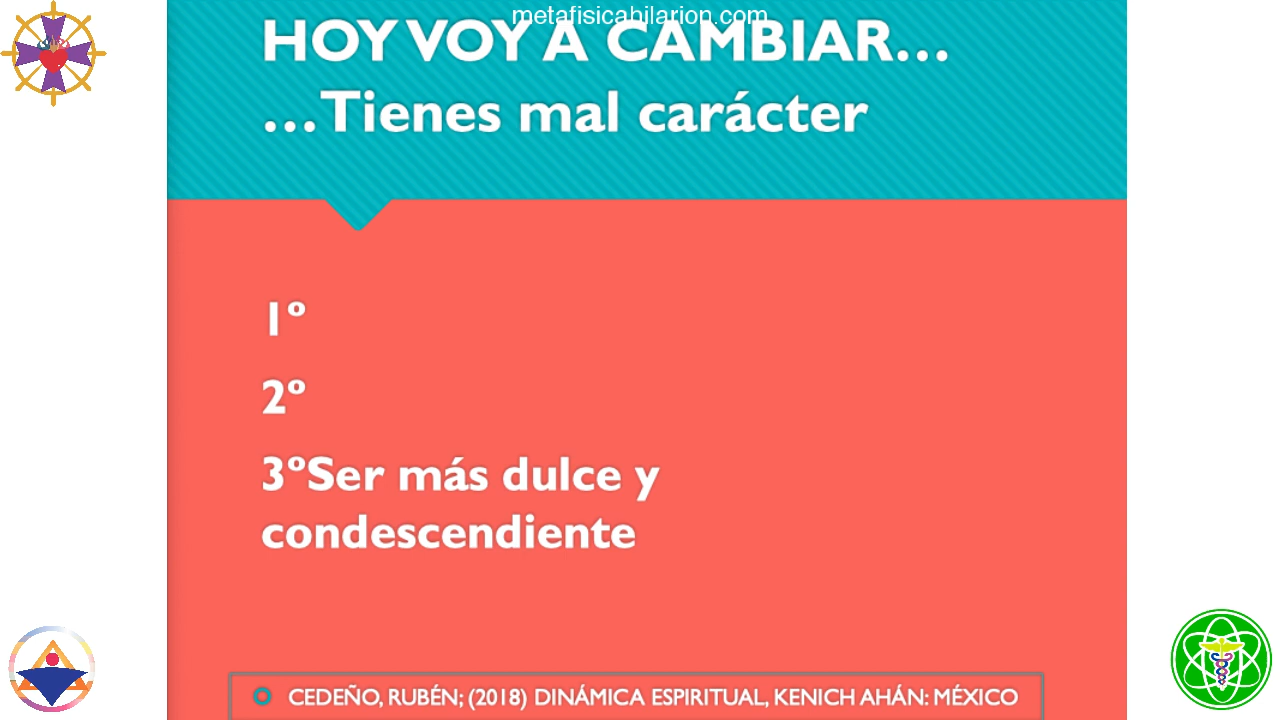 metafisicahilarion.com
HOY VOY A CAMBIAR...
...Tienes mal carácter
1º
2º
3ºSer más dulce y
condescendiente
CEDEÑO, RUBÉN; (2018) DINÁMICA ESPIRITUAL, KENICH AHÁN: MÉXICO